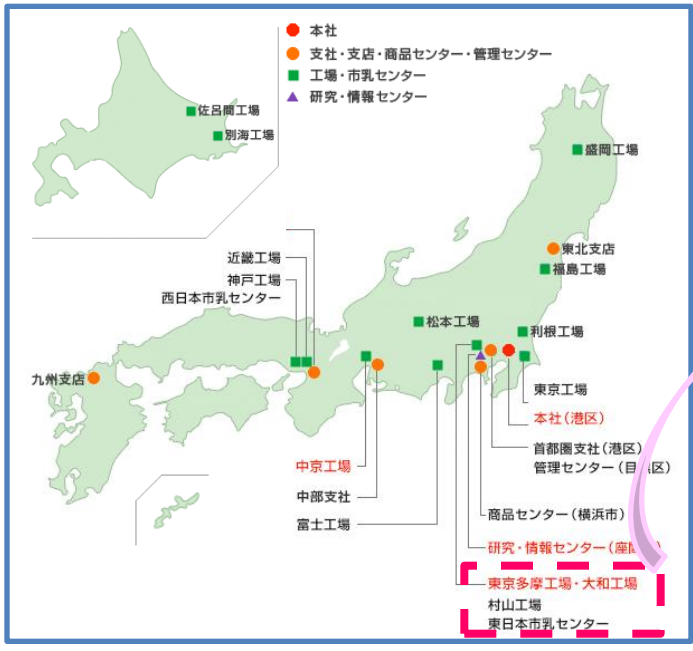 本社
支社・支店・商品センター・管理センター
工場・市乳センター
研究・情報センター
佐呂間工場
別海工場
盛岡工場
東北支店
福島工場
近畿工場
神戸工場
西日本市乳センター
松本工場
利根工場
九州支店
東京工場
本社(港区)
首都圏支社(港区)
管理センター(目黒区)
中京工場
中部支社
富士工場
商品センター(横浜市)
研究・情報センター(座
東京多摩工場・大和工場
村山工場
東日本市乳センター